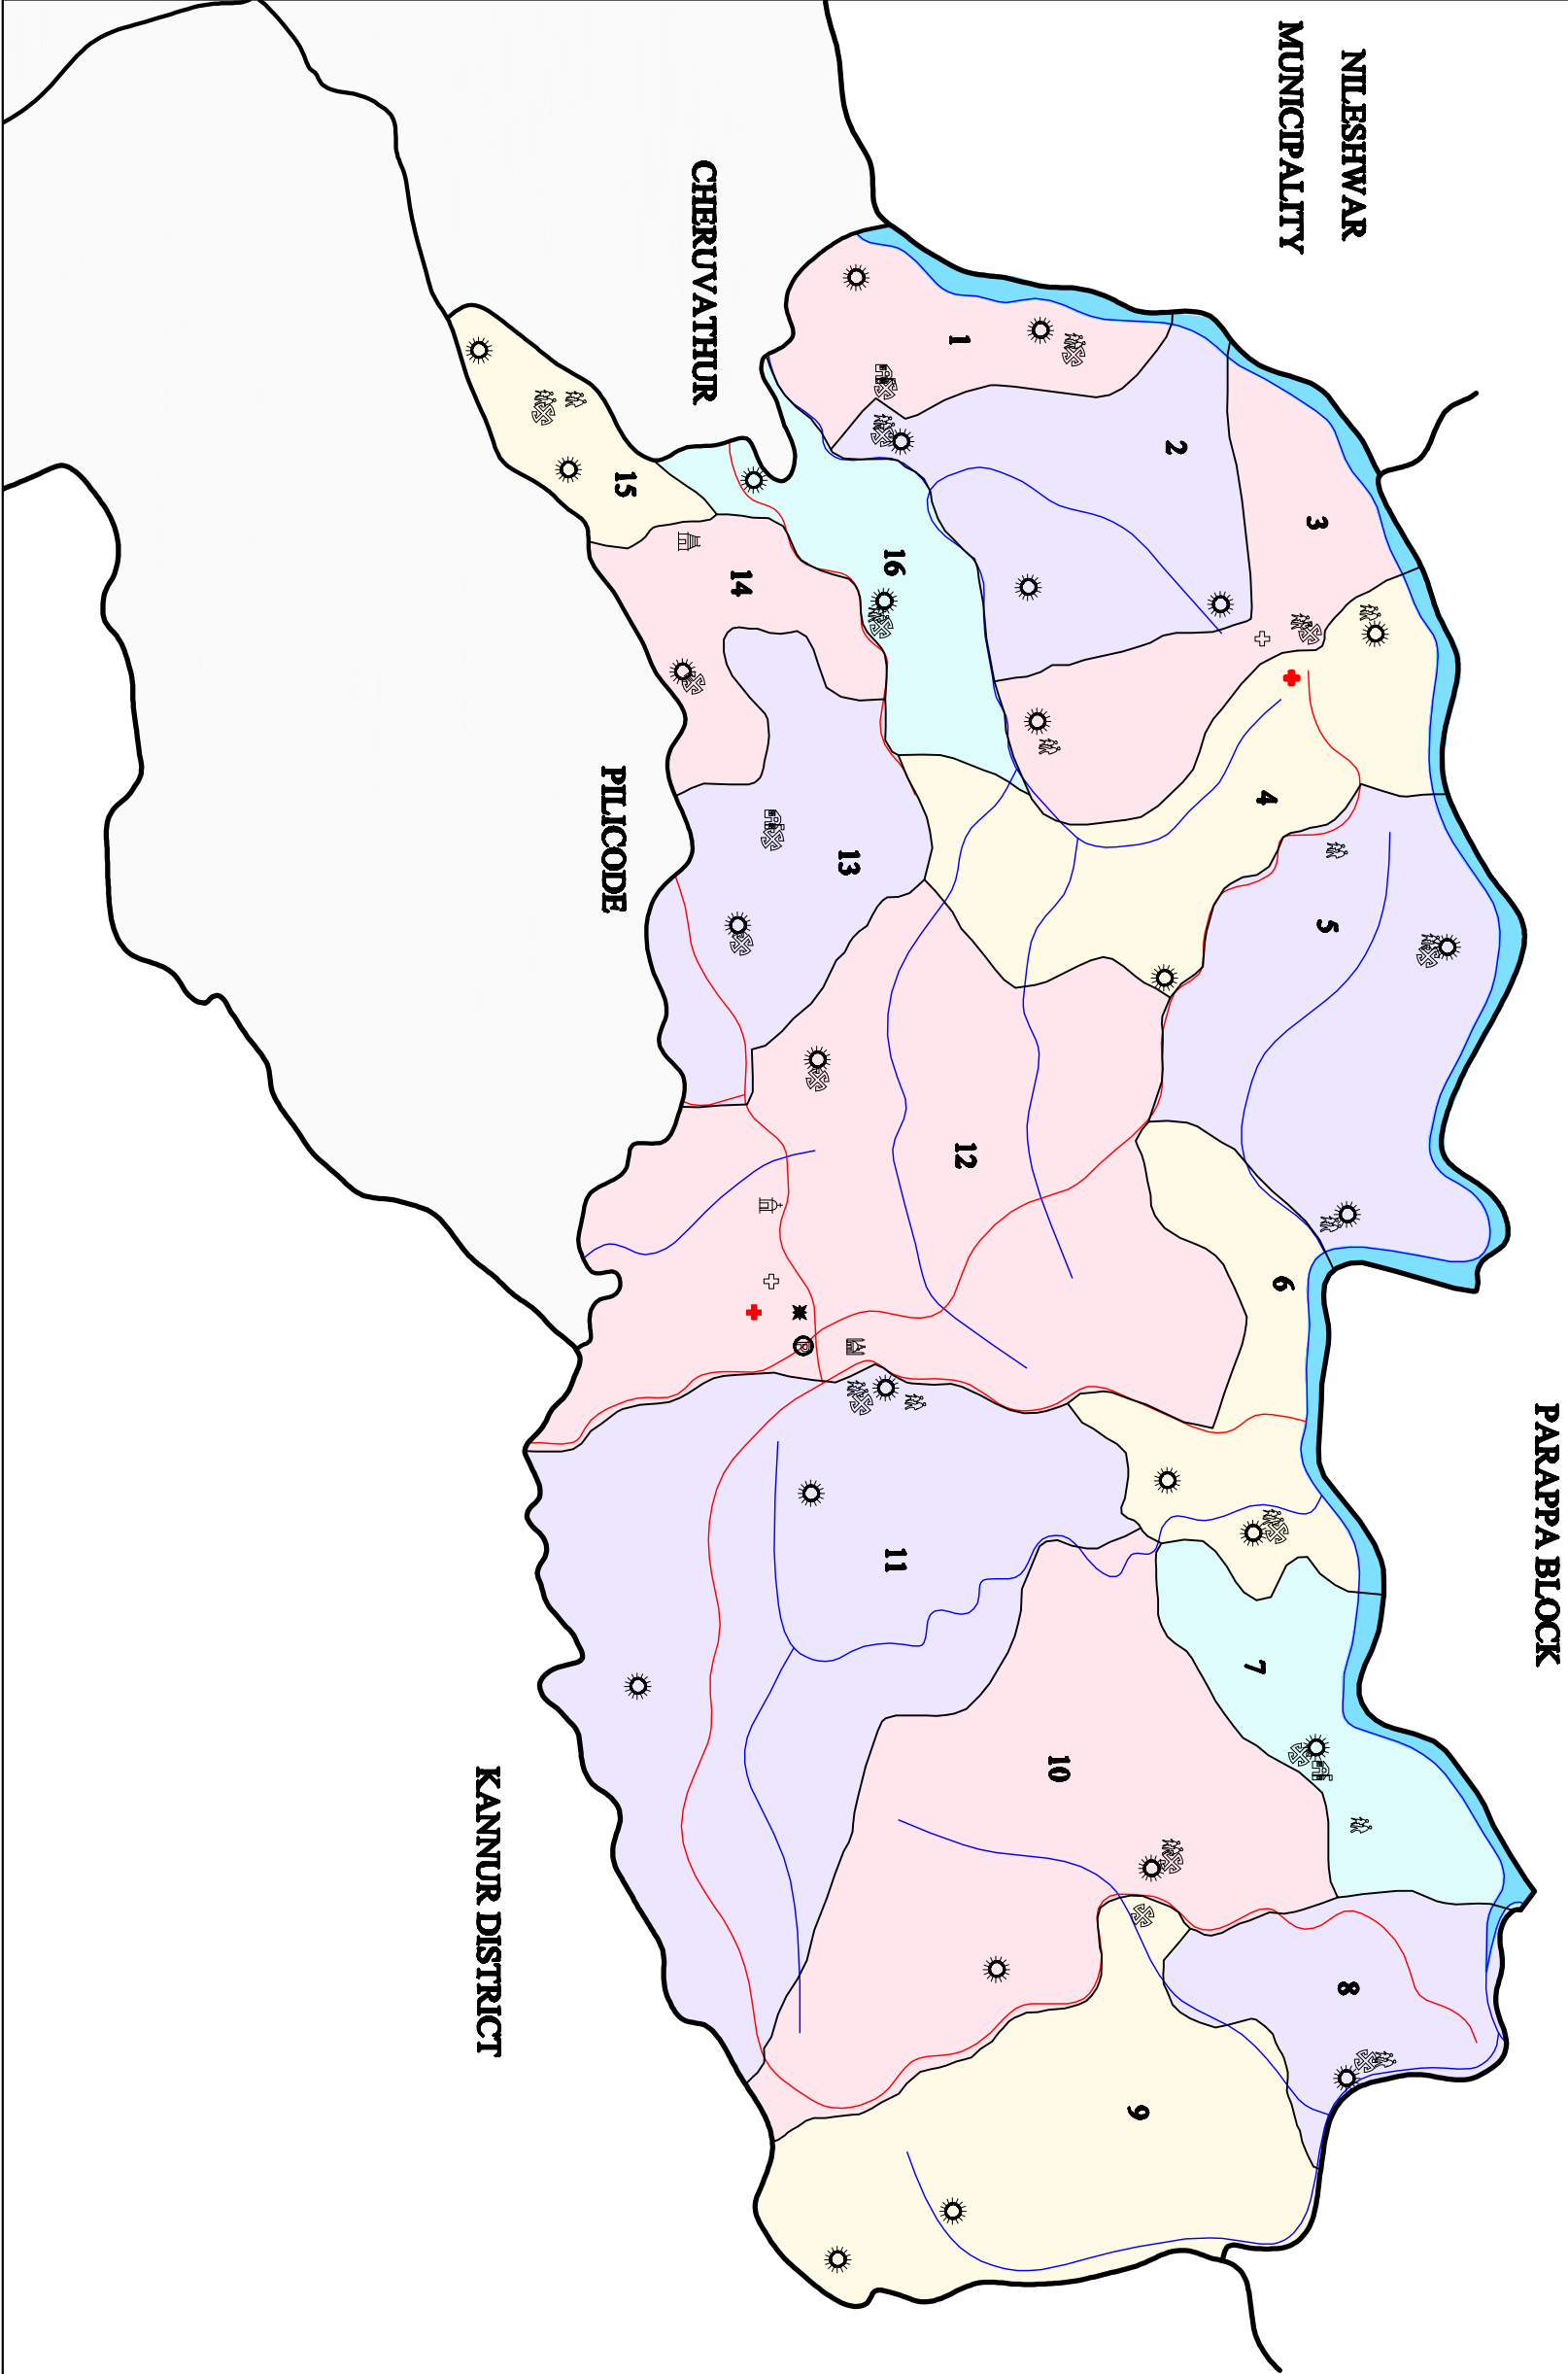 NILESHWAR
MUNICIPALITY
PARAPPA BLOCK
CHERUVATHUR
PILICODE
KANNUR DISTRICT
1
2
3
4
5
6
7
8
9
10
11
12
13
14
15
16